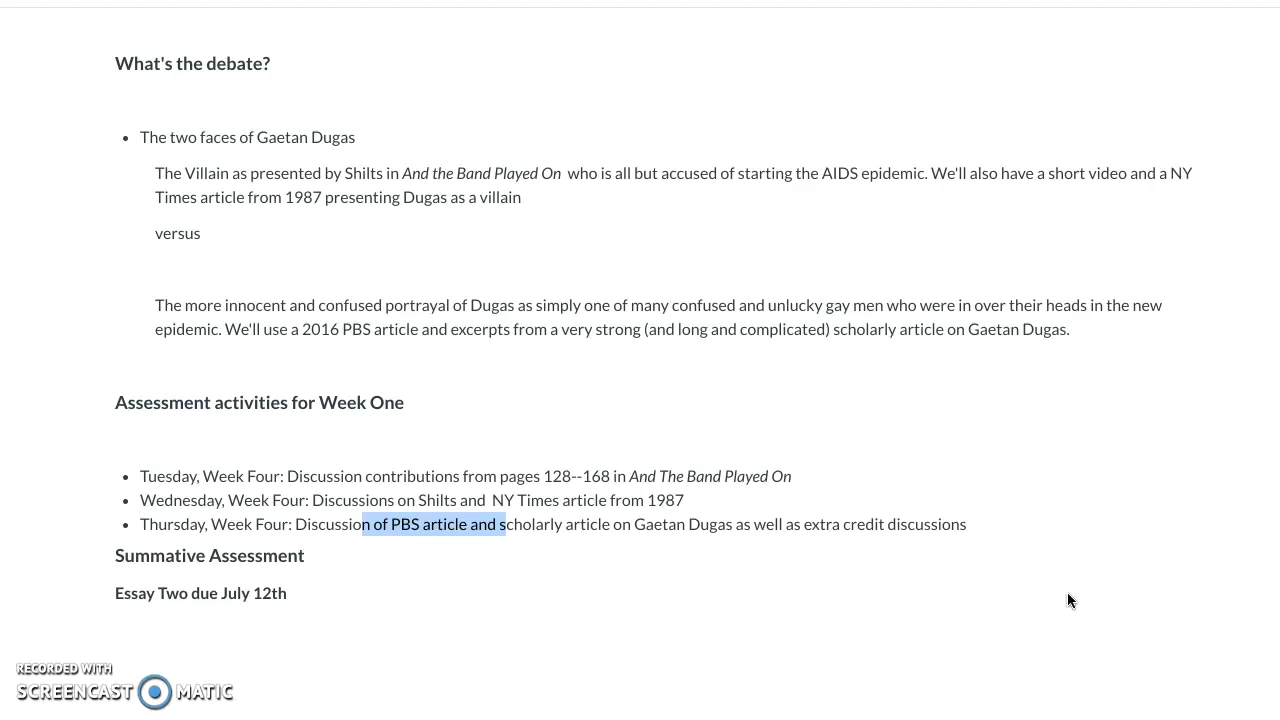 What's the debate?
The two faces of Gaetan Dugas
The Villain as presented by Shilts in And the Band Played On who is all but accused of starting the AIDS epidemic. We'll also have a short video and a NY
Times article from 1987 presenting Dugas as a villain
versus
The more innocent and confused portrayal of Dugas as simply one of many confused and unlucky gay men who were in over their heads in the new
epidemic. We'll use a 2016 PBS article and excerpts from a very strong (and long and complicated) scholarly article on Gaetan Dugas.
Assessment activities for Week One
Tuesday, Week Four: Discussion contributions from pages 128--168 in And The Band Played On
Wednesday, Week Four: Discussions on Shilts and NY Times article from 1987
Thursday, Week Four: Discussion of PBS article and scholarly article on Gaetan Dugas as well as extra credit discussions
Summative Assessment
Essay Two due July 12th
RECORDED WITH
SCREENCAST MATIC